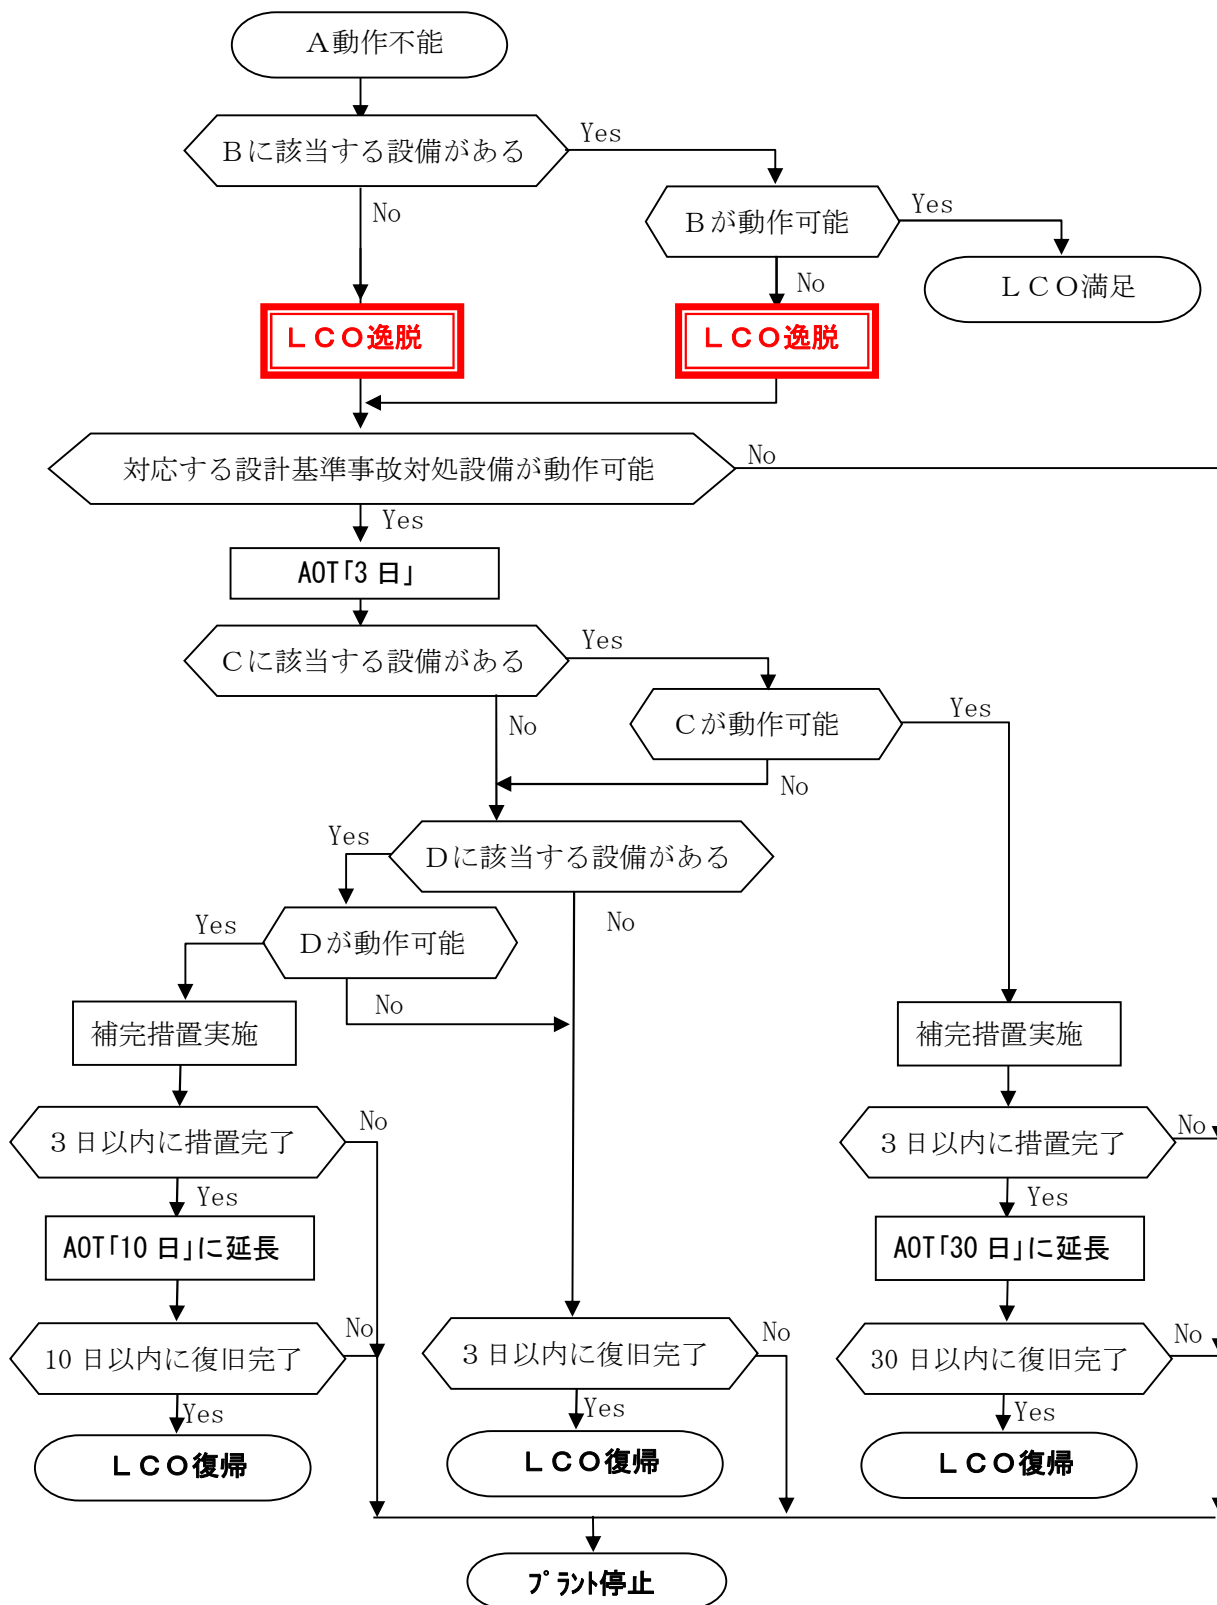 A動作不能
Bに該当する設備がある
Yes
No
Bが動作可能
Yes
No
LCO満足
LCO逸脱
LCO逸脱
対応する設計基準事故対処設備が動作可能
No
Yes
AOT「3日」
Cに該当する設備がある
Yes
No
Cが動作可能
Yes
No
Dに該当する設備がある
Yes
No
Dが動作可能
Yes
No
補完措置実施
補完措置実施
3日以内に措置完了
No
Yes
3日以内に措置完了
No
Yes
AOT「10日」に延長
AOT「30日」に延長
10日以内に復旧完了
No
Yes
3日以内に復旧完了
No
Yes
30日以内に復旧完了
No
Yes
LCO復帰
LCO復帰
LCO復帰
プラント停止